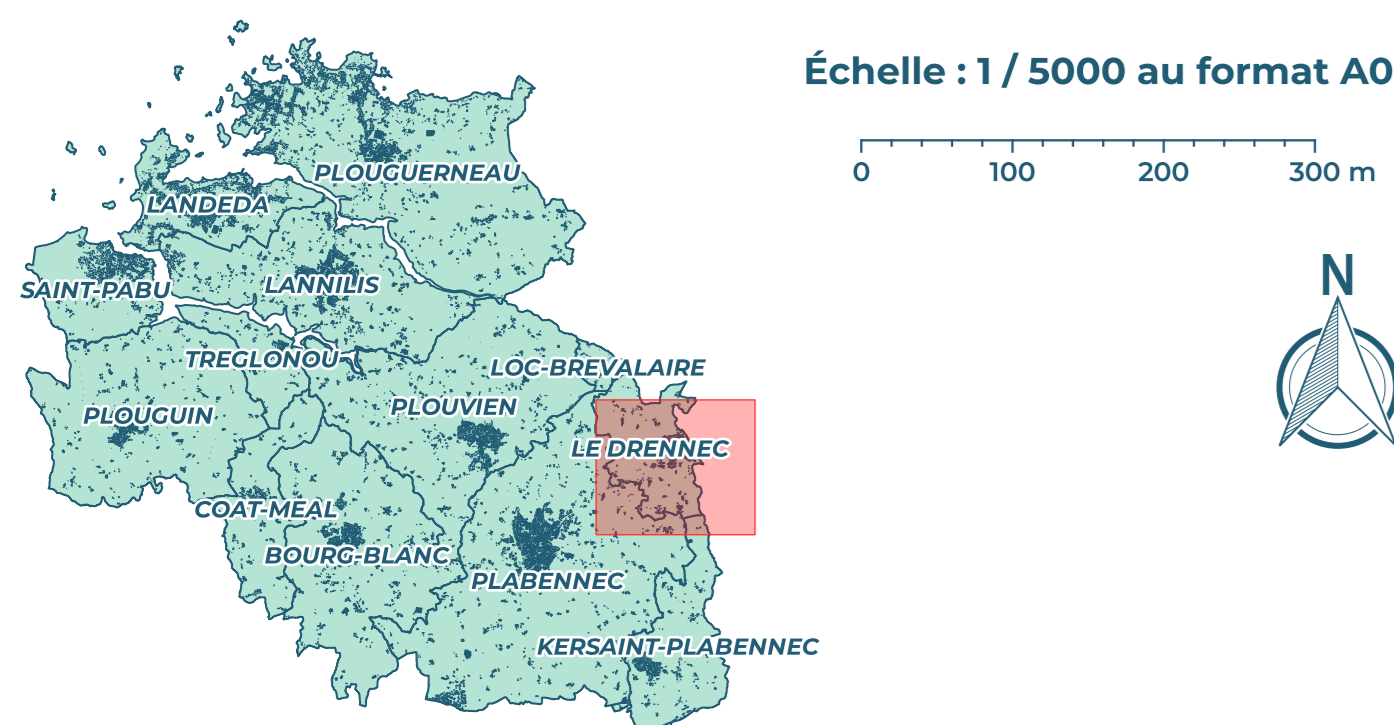 Échelle : 1 / 5000 au format A0
0 100 200 300 m
N
PLOUGUERNEAU
LANDEDA
SAINT-PABU
LANNILIS
TREGLONOU
LOC-BREVALAIRE
PLOUGUIN
PLOUVIEN
LE DRENNEC
COAT-MEAL
BOURG-BLANC
PLABENNEC
KERSAINT-PLABENNEC